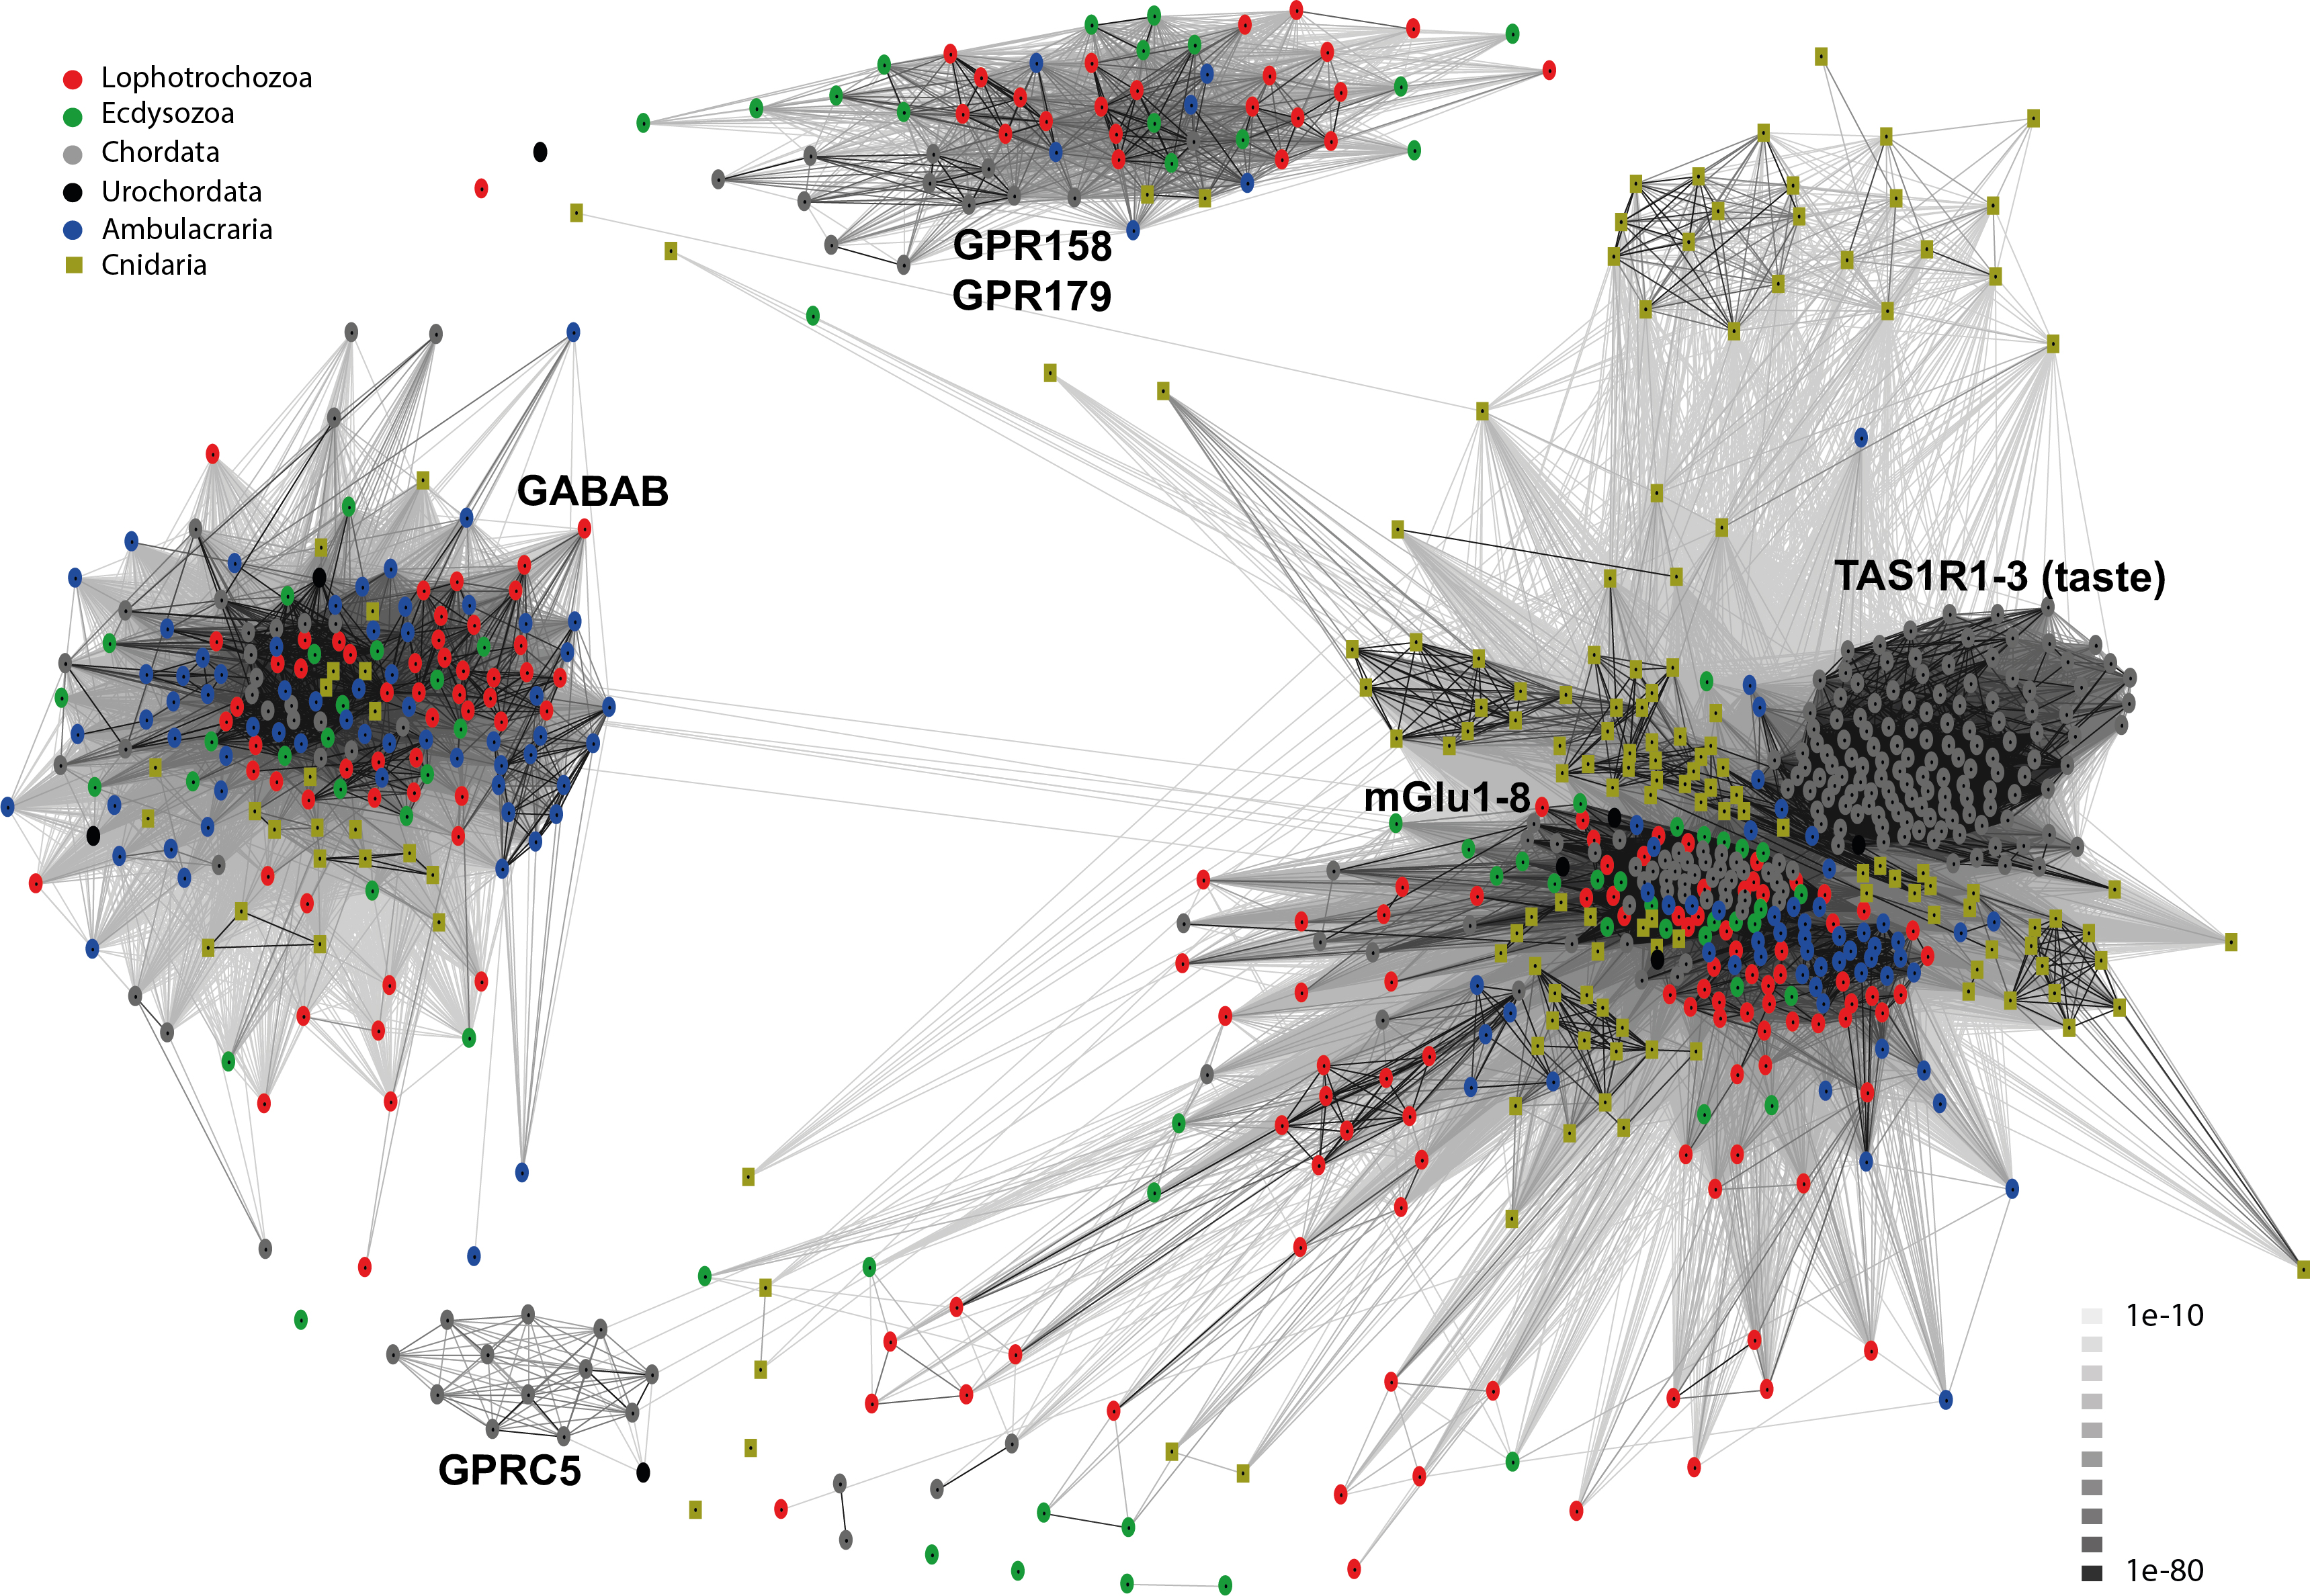 Lophotrochozoa
Ecdysozoa
Chordata
Urochordata
Ambulacraria
Cnidaria
GPR158
GPR179
GABAB
TAS1R1-3 (taste)
mGlu1-8
GPRC5
1e-10
1e-80